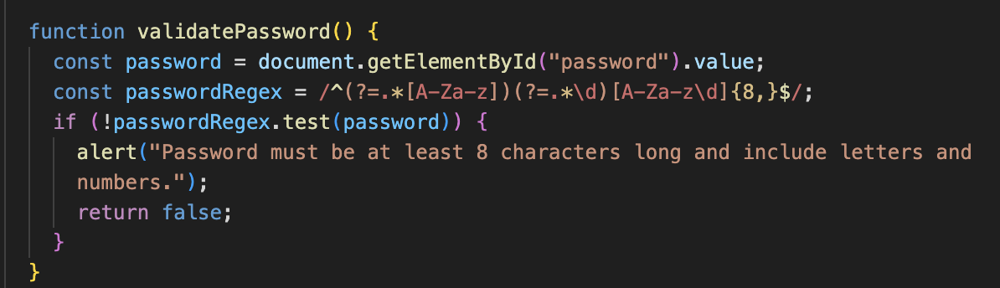 function validatePassword() {
const password = document.getElementById("password").value;
const passwordRegex = /^(?=.*[A-Za-z])(?=.*\d)[A-Za-z\d]{8,}$/;
if (!passwordRegex.test(password)) {
alert("Password must be at least 8 characters long and include letters and
numbers.");
return false;
}
}